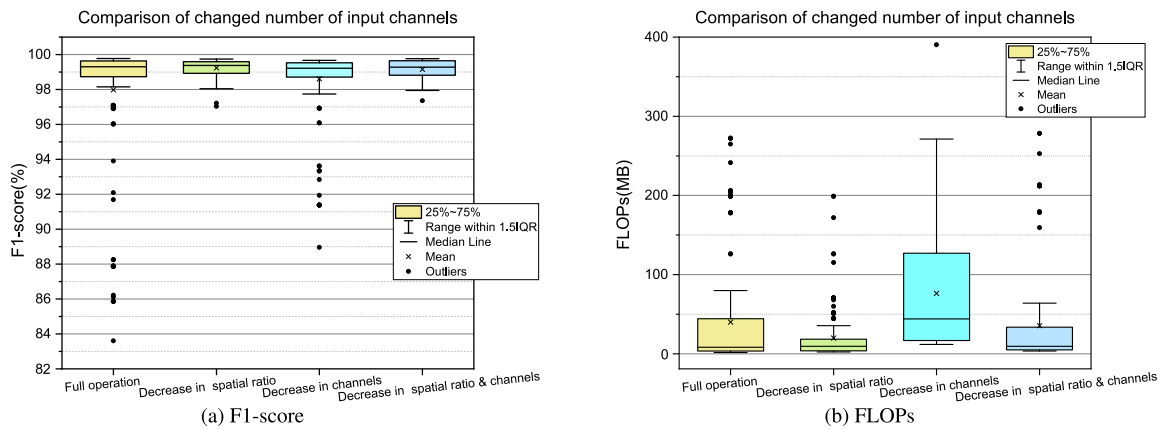 Comparison of changed number of input channels
100
98
96
94
92
90
88
86
84
82
F1-score(%)
25%~75%
Range within 1.5IQR
Median Line
Mean
Outliers
Full operation
Decrease in spatial ratio
Decrease in channels
Decrease in spatial ratio & channels
(a) F1-score
Comparison of changed number of input channels
400
300
200
100
0
FLOPs(MB)
25%~75%
Range within 1.5IQR
Median Line
Mean
Outliers
Full operation
Decrease in spatial ratio
Decrease in channels
Decrease in spatial ratio & channels
(b) FLOPs